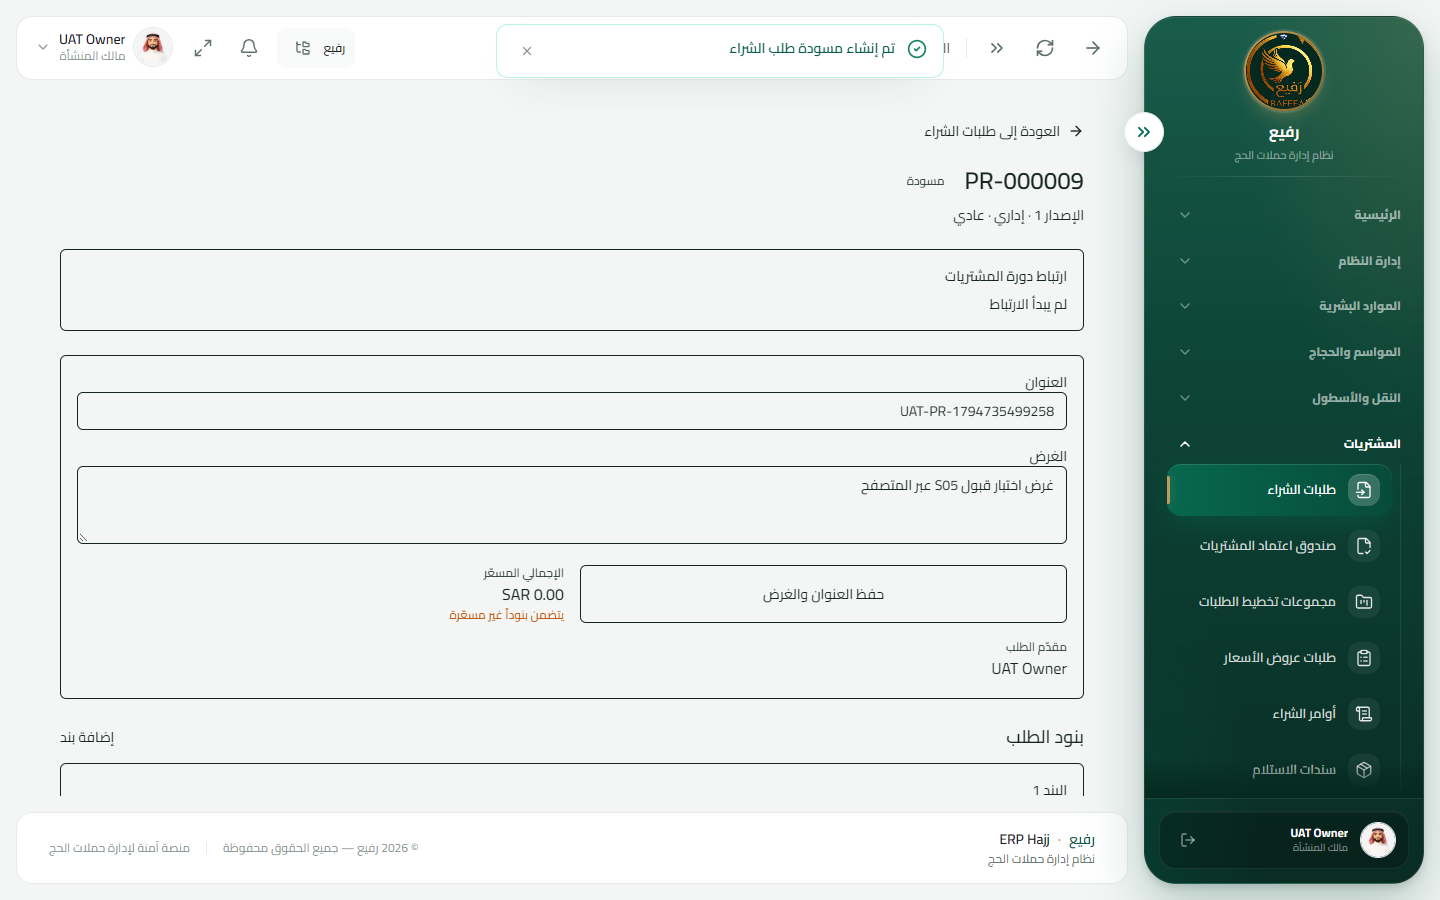 رفيع
نظام إدارة حملات الحج
الرئيسية
إدارة النظام
الموارد البشرية
المواسم والحجاج
النقل والأسطول
المشتريات
طلبات الشراء
صندوق اعتماد المشتريات
مجموعات تخطيط الطلبات
طلبات عروض الأسعار
أوامر الشراء
سندات الاستلام
UAT Owner
مالك المنشأة
تم إنشاء مسودة طلب الشراء
رفيع
UAT Owner
مالك المنشأة
العودة إلى طلبات الشراء
PR-000009 مسودة
الإصدار 1 · إداري · عادي
ارتباط دورة المشتريات
لم يبدأ الارتباط
العنوان
UAT-PR-1794735499258
الغرض
غرض اختبار قبول S05 عبر المتصفح
حفظ العنوان والغرض
الإجمالي المسعّر
SAR 0.00
يتضمن بنوداً غير مسعّرة
مقدّم الطلب
UAT Owner
بنود الطلب
إضافة بند
البند 1
رفيع · ERP Hajj
نظام إدارة حملات الحج
© 2026 رفيع — جميع الحقوق محفوظة
منصة آمنة لإدارة حملات الحج